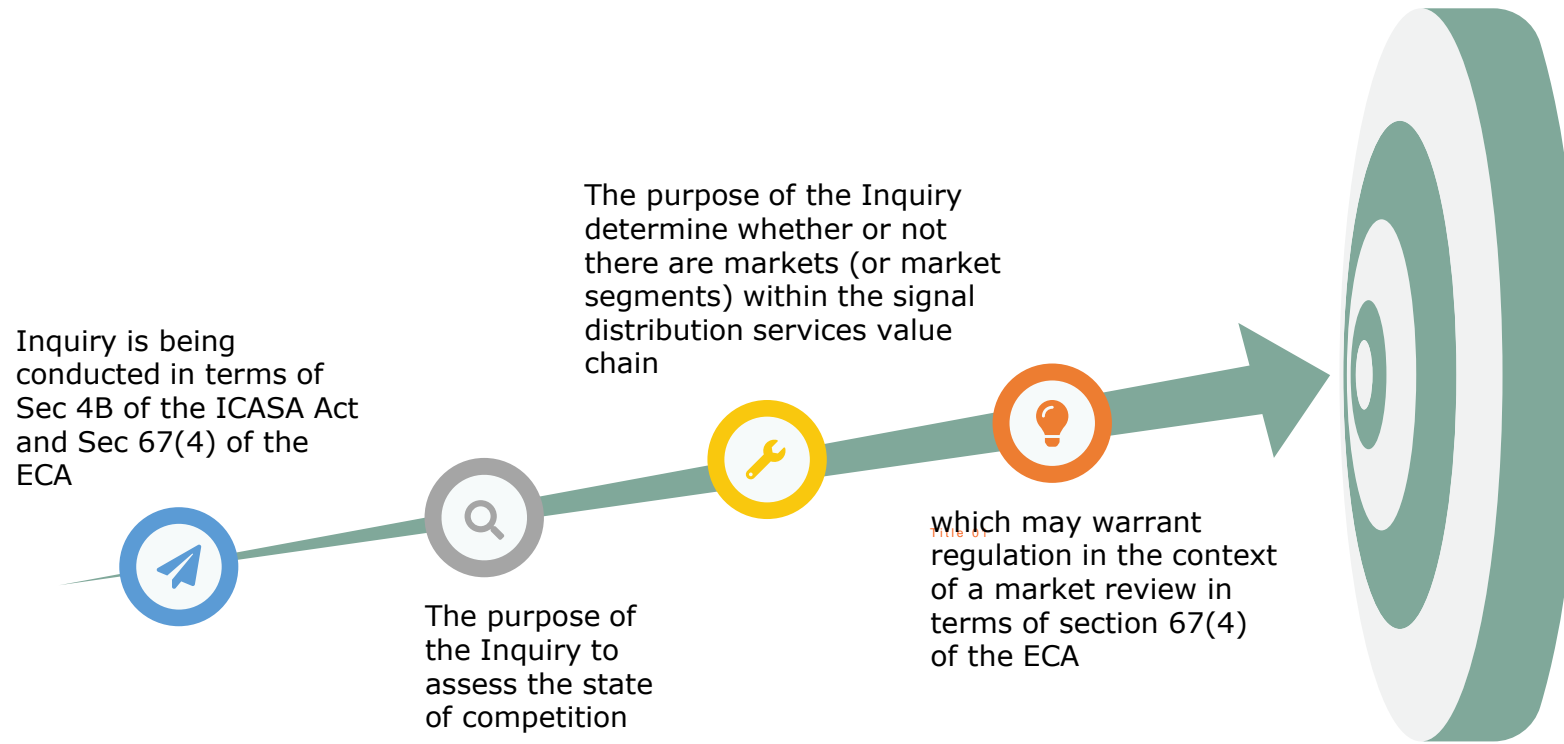 Inquiry is being
conducted in terms of
Sec 4B of the ICASA Act
and Sec 67(4) of the
ECA
The purpose of
the Inquiry to
assess the state
of competition
The purpose of the Inquiry
determine whether or not
there are markets (or market
segments) within the signal
distribution services value
chain
which may warrant
Title 01
regulation in the context
of a market review in
terms of section 67(4)
of the ECA